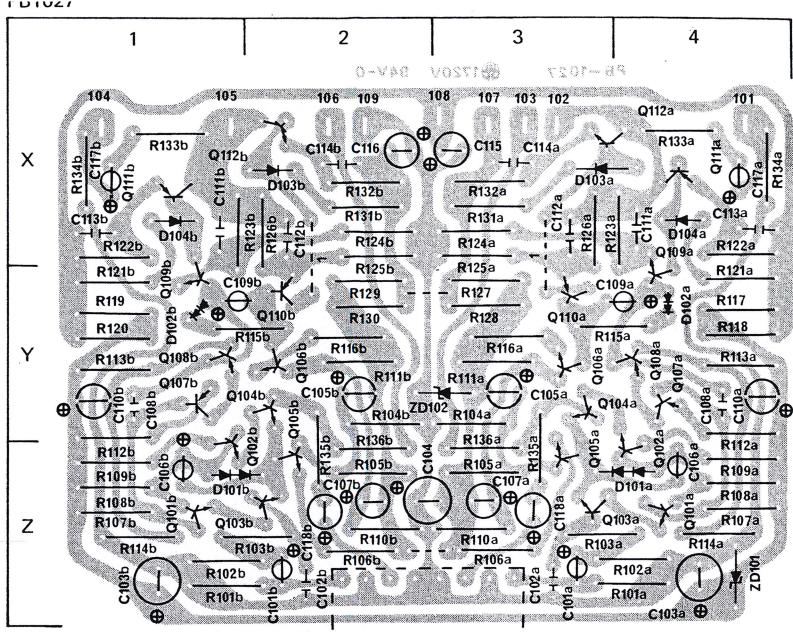 PB1027
1 2 3 4
PB-1027 1720V 94V-0
104 105 106 109 108 107 103 102 101
X
R134b C117b Q111b R133b Q112b C111b D103b C114b C116 C115 C114a Q112a R133a Q111a C117a R134a
R132b R132a D103a
C113b D104b R123b R126b C112b R131b R131a C112a R126a R123a C111a D104a C113a
R122b R124b R124a Q109a R122a
Y
R121b Q109b C109b R125b R125a C109a R121a
R119 D102b Q110b R129 R127 Q110a D102a R117
R120 R115b R130 R128 R115a R118
R113b Q108b Q106b R116b R116a Q106a Q108a R113a
Q107b R111b R111a Q107a
C110b C108b Q104b C105b ZD102 C105a Q104a C108a C110a
Q105b R104b R104a Q105a
Z
R112b C106b Q102b R135b R136b C104 R136a R135a Q102a C106a R112a
R109b D101b R105b R105a D101a R109a
R108b Q101b C107b C107a Q101a R108a
R107b Q103b C118b R110b R110a C118a Q103a R107a
R114b R103b R106b R106a R103a R114a ZD101
C103b R102b C102b C102a R102a
R101b C101b C101a R101a C103a